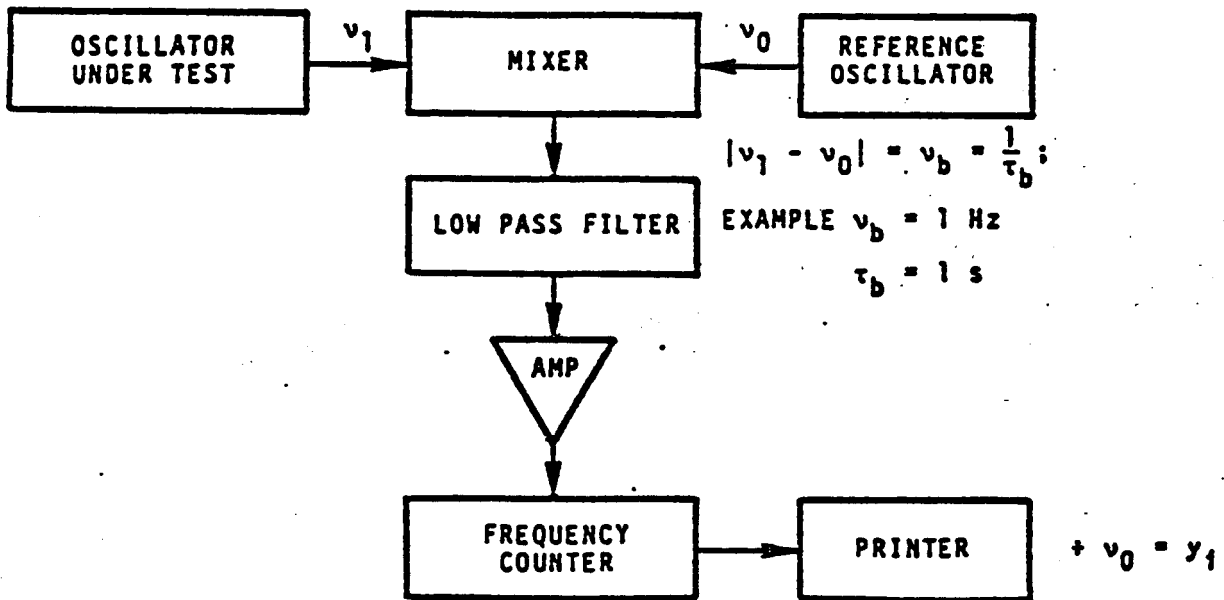 OSCILLATOR
UNDER TEST
ν1
MIXER
ν0
REFERENCE
OSCILLATOR
|ν1 - ν0| = νb = 1/τb;
LOW PASS FILTER
EXAMPLE νb = 1 Hz
τb = 1 s
AMP
FREQUENCY
COUNTER
PRINTER
÷ ν0 = yi